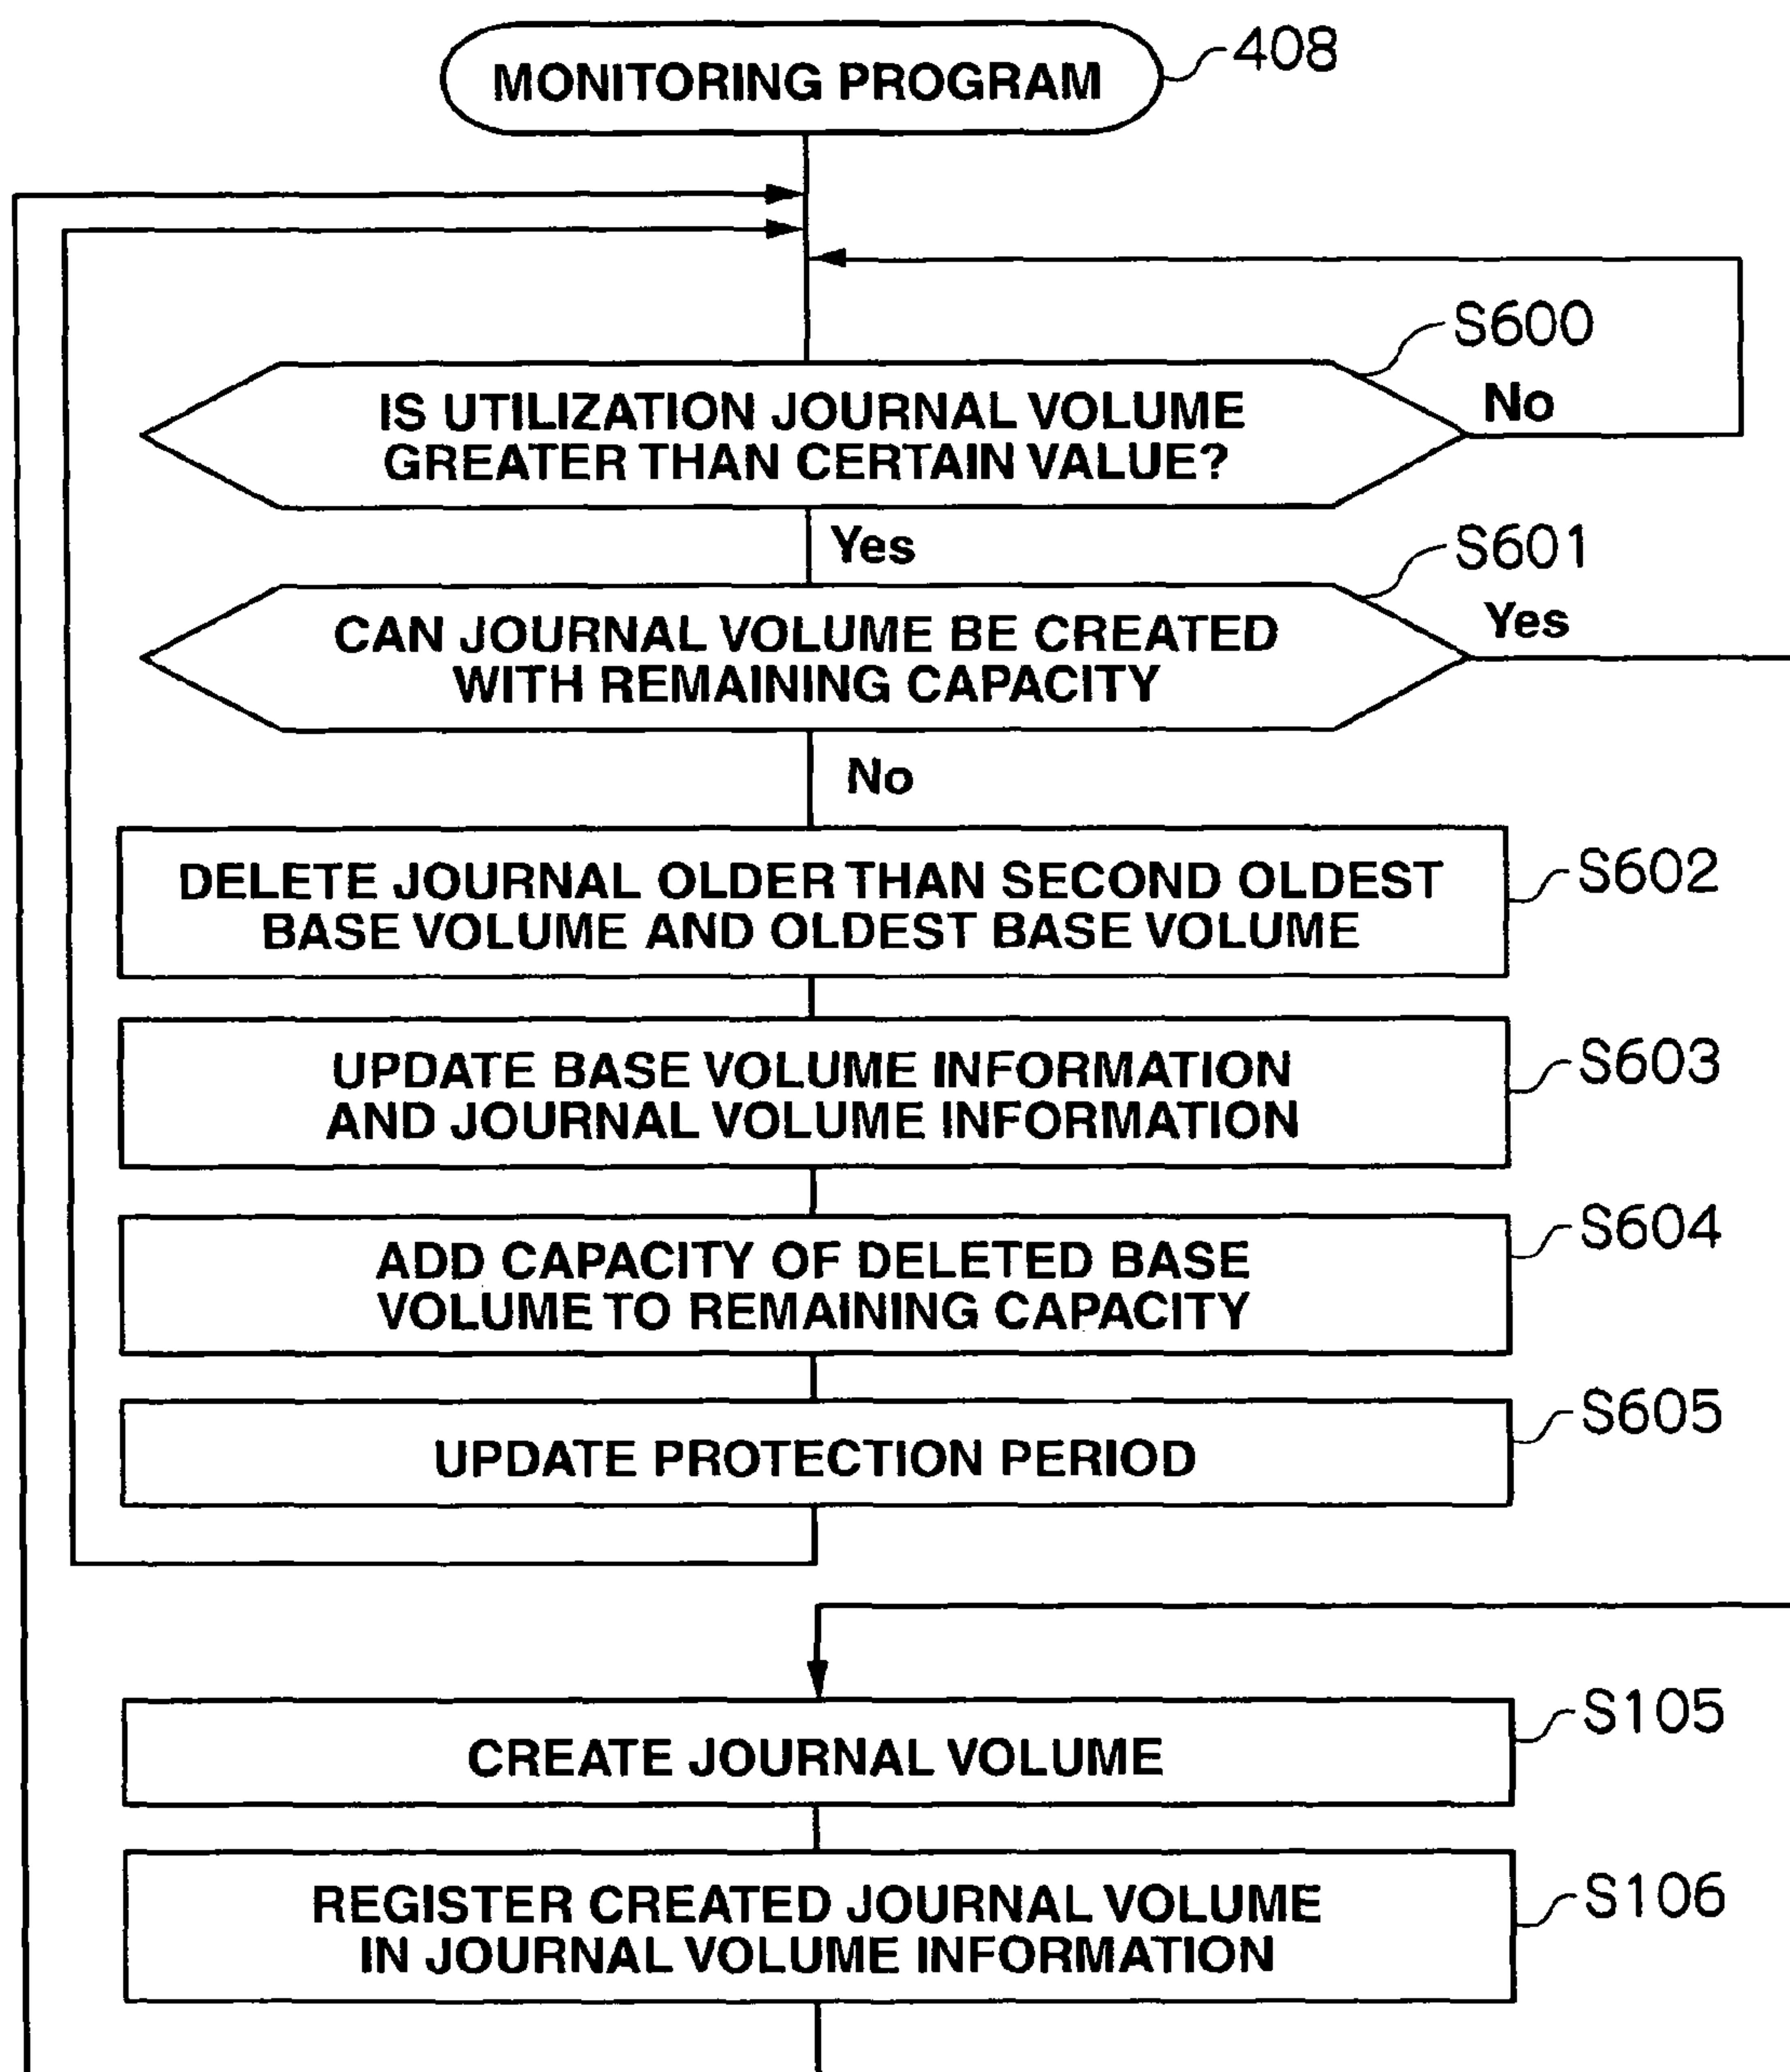 MONITORING PROGRAM
408
S600
IS UTILIZATION JOURNAL VOLUME
GREATER THAN CERTAIN VALUE?
No
Yes
S601
CAN JOURNAL VOLUME BE CREATED
WITH REMAINING CAPACITY
Yes
No
DELETE JOURNAL OLDER THAN SECOND OLDEST
BASE VOLUME AND OLDEST BASE VOLUME
S602
UPDATE BASE VOLUME INFORMATION
AND JOURNAL VOLUME INFORMATION
S603
ADD CAPACITY OF DELETED BASE
VOLUME TO REMAINING CAPACITY
S604
UPDATE PROTECTION PERIOD
S605
CREATE JOURNAL VOLUME
S105
REGISTER CREATED JOURNAL VOLUME
IN JOURNAL VOLUME INFORMATION
S106